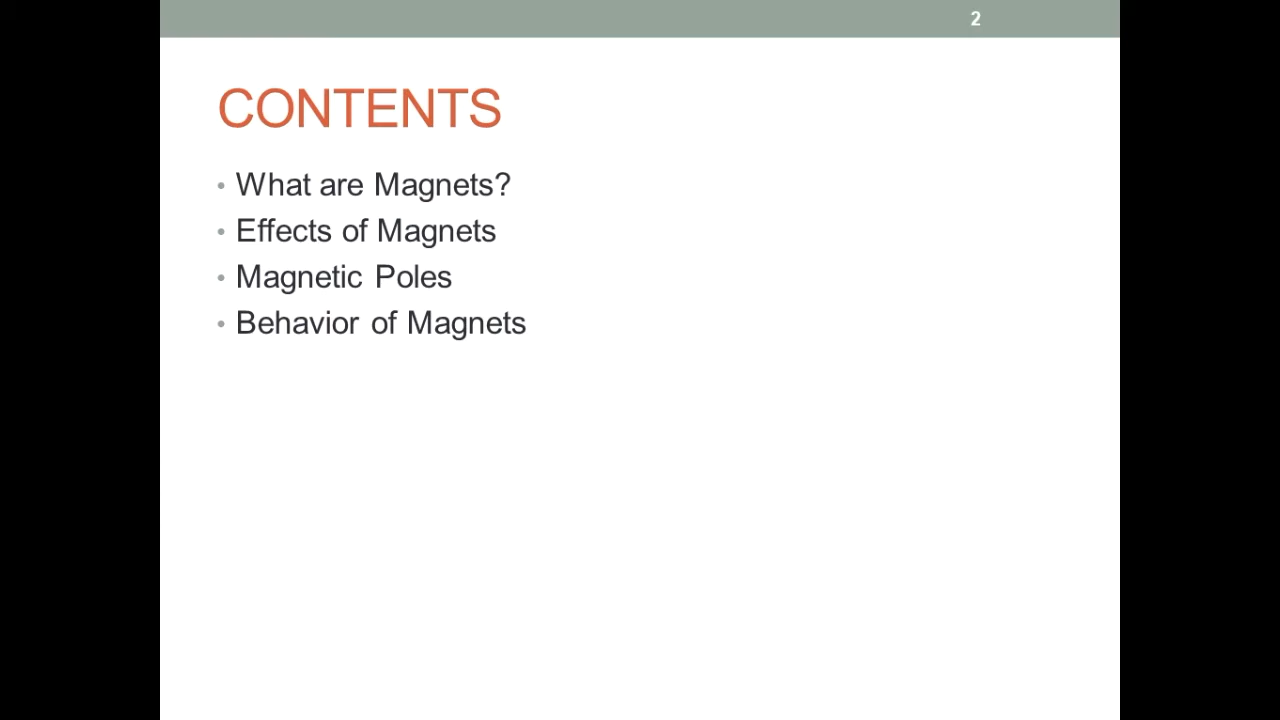 2
CONTENTS
• What are Magnets?
• Effects of Magnets
• Magnetic Poles
• Behavior of Magnets